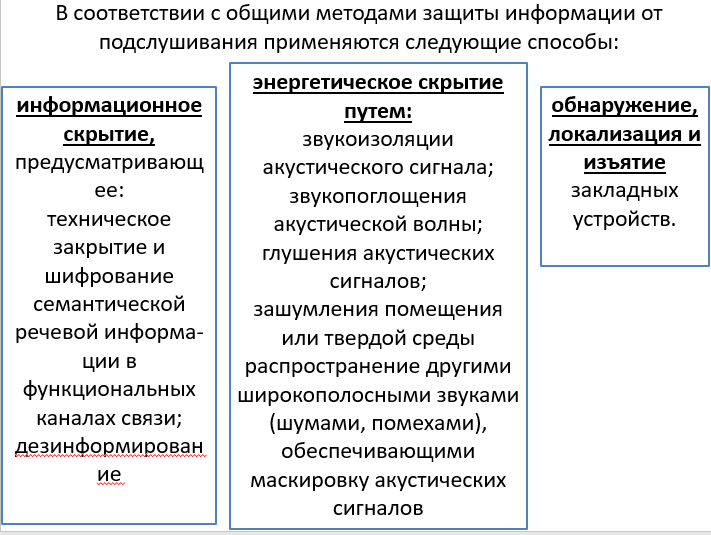 В соответствии с общими методами защиты информации от
подслушивания применяются следующие способы:
информационное
скрытие,
предусматривающ
ее:
техническое
закрытие и
шифрование
семантической
речевой информа-
ции в
функциональных
каналах связи;
дезинформирован
ие
энергетическое скрытие
путем:
звукоизоляции
акустического сигнала;
звукопоглощения
акустической волны;
глушения акустических
сигналов;
зашумления помещения
или твердой среды
распространение другими
широкополосными звуками
(шумами, помехами),
обеспечивающими
маскировку акустических
сигналов
обнаружение,
локализация и
изъятие
закладных
устройств.